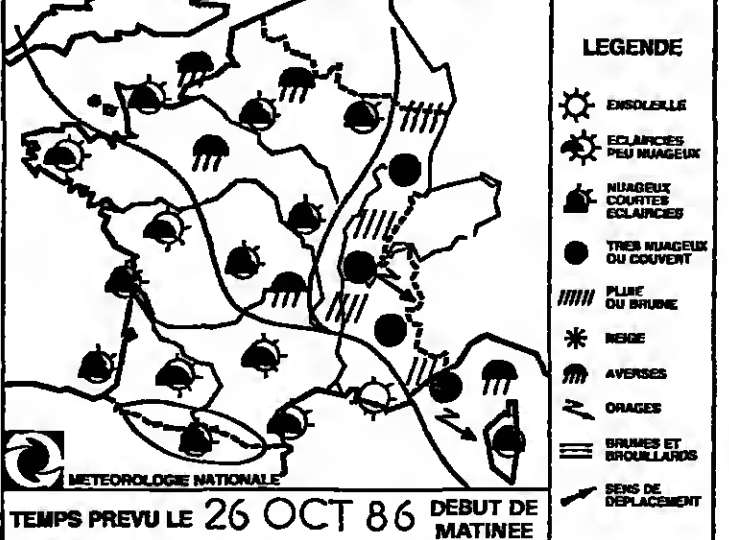 METEOROLOGIE NATIONALE
TEMPS PREVU LE 26 OCT 86 DEBUT DE
MATINEE
LEGENDE
ENSOLEILLE
ECLAIRCIES
PEU NUAGEUX
NUAGEUX
COURTES
ECLAIRCIES
TRES NUAGEUX
OU COUVERT
PLUIE
OU BRUINE
NEIGE
AVERSES
ORAGES
BRUMES ET
BROUILLARDS
SENS DE
DEPLACEMENT